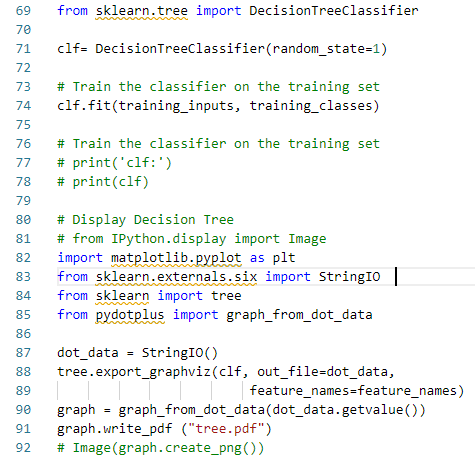 69 from sklearn.tree import DecisionTreeClassifier
70
71 clf= DecisionTreeClassifier(random_state=1)
72
73 # Train the classifier on the training set
74 clf.fit(training_inputs, training_classes)
75
76 # Train the classifier on the training set
77 # print('clf:')
78 # print(clf)
79
80 # Display Decision Tree
81 # from IPython.display import Image
82 import matplotlib.pyplot as plt
83 from sklearn.externals.six import StringIO
84 from sklearn import tree
85 from pydotplus import graph_from_dot_data
86
87 dot_data = StringIO()
88 tree.export_graphviz(clf, out_file=dot_data,
89                         feature_names=feature_names)
90 graph = graph_from_dot_data(dot_data.getvalue())
91 graph.write_pdf ("tree.pdf")
92 # Image(graph.create_png())